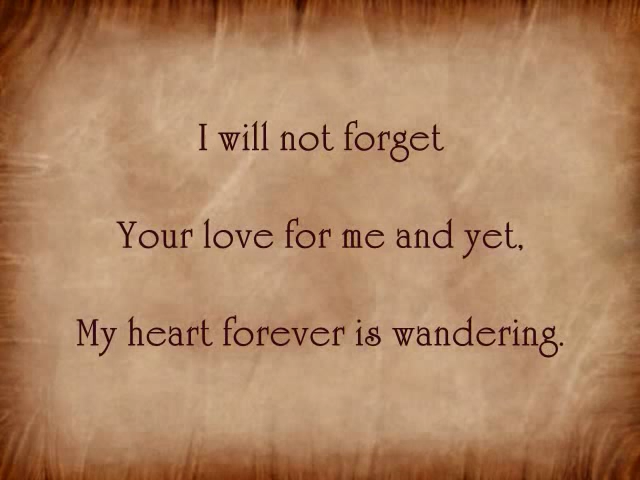 I will not forget
Your love for me and yet,
My heart forever is wandering.